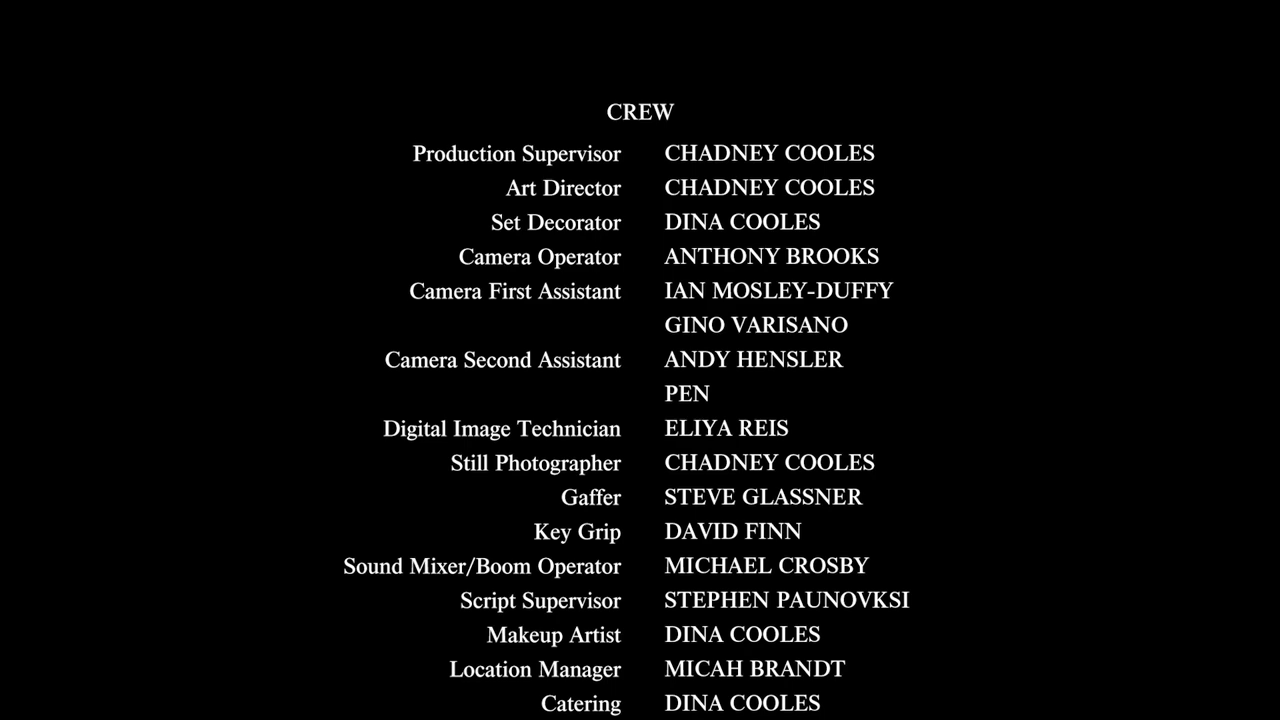 CREW
Production Supervisor CHADNEY COOLES
Art Director CHADNEY COOLES
Set Decorator DINA COOLES
Camera Operator ANTHONY BROOKS
Camera First Assistant IAN MOSLEY-DUFFY
GINO VARISANO
Camera Second Assistant ANDY HENSLER
PEN
Digital Image Technician ELIYA REIS
Still Photographer CHADNEY COOLES
Gaffer STEVE GLASSNER
Key Grip DAVID FINN
Sound Mixer/Boom Operator MICHAEL CROSBY
Script Supervisor STEPHEN PAUNOVKSI
Makeup Artist DINA COOLES
Location Manager MICAH BRANDT
Catering DINA COOLES